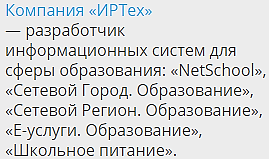 Компания «ИРТех»
— разработчик
информационных систем для
сферы образования: «NetSchool»,
«Сетевой Город. Образование»,
«Сетевой Регион. Образование»,
«Е-услуги. Образование»,
«Школьное питание».